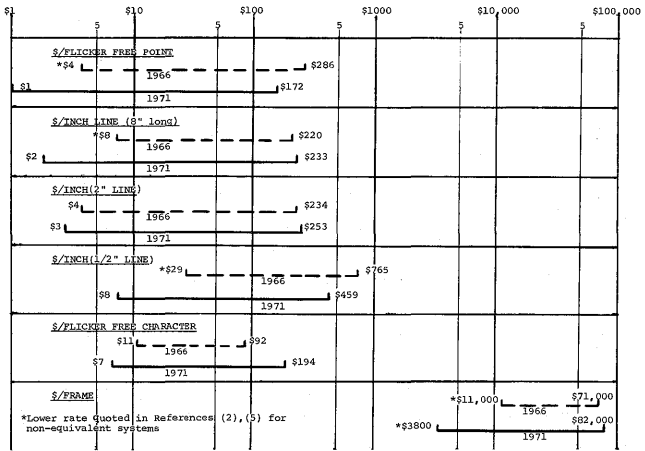 $1 $10 $100 $1000 $10,000 $100,000
5 5 5 5 5
$/FLICKER FREE POINT
*$4 $286
1966
$1 $172
1971
$/INCH LINE (8" long)
*$8 $220
1966
$2 $233
1971
$/INCH(2" LINE)
$4 $234
1966
$3 $253
1971
$/INCH(1/2" LINE)
*$29 $765
1966
$8 $459
1971
$/FLICKER FREE CHARACTER
$11 $92
1966
$7 $194
1971
$/FRAME
*$11,000 $71,000
1966
*Lower rate quoted in References (2),(5) for
non-equivalent systems
*$3800 $82,000
1971